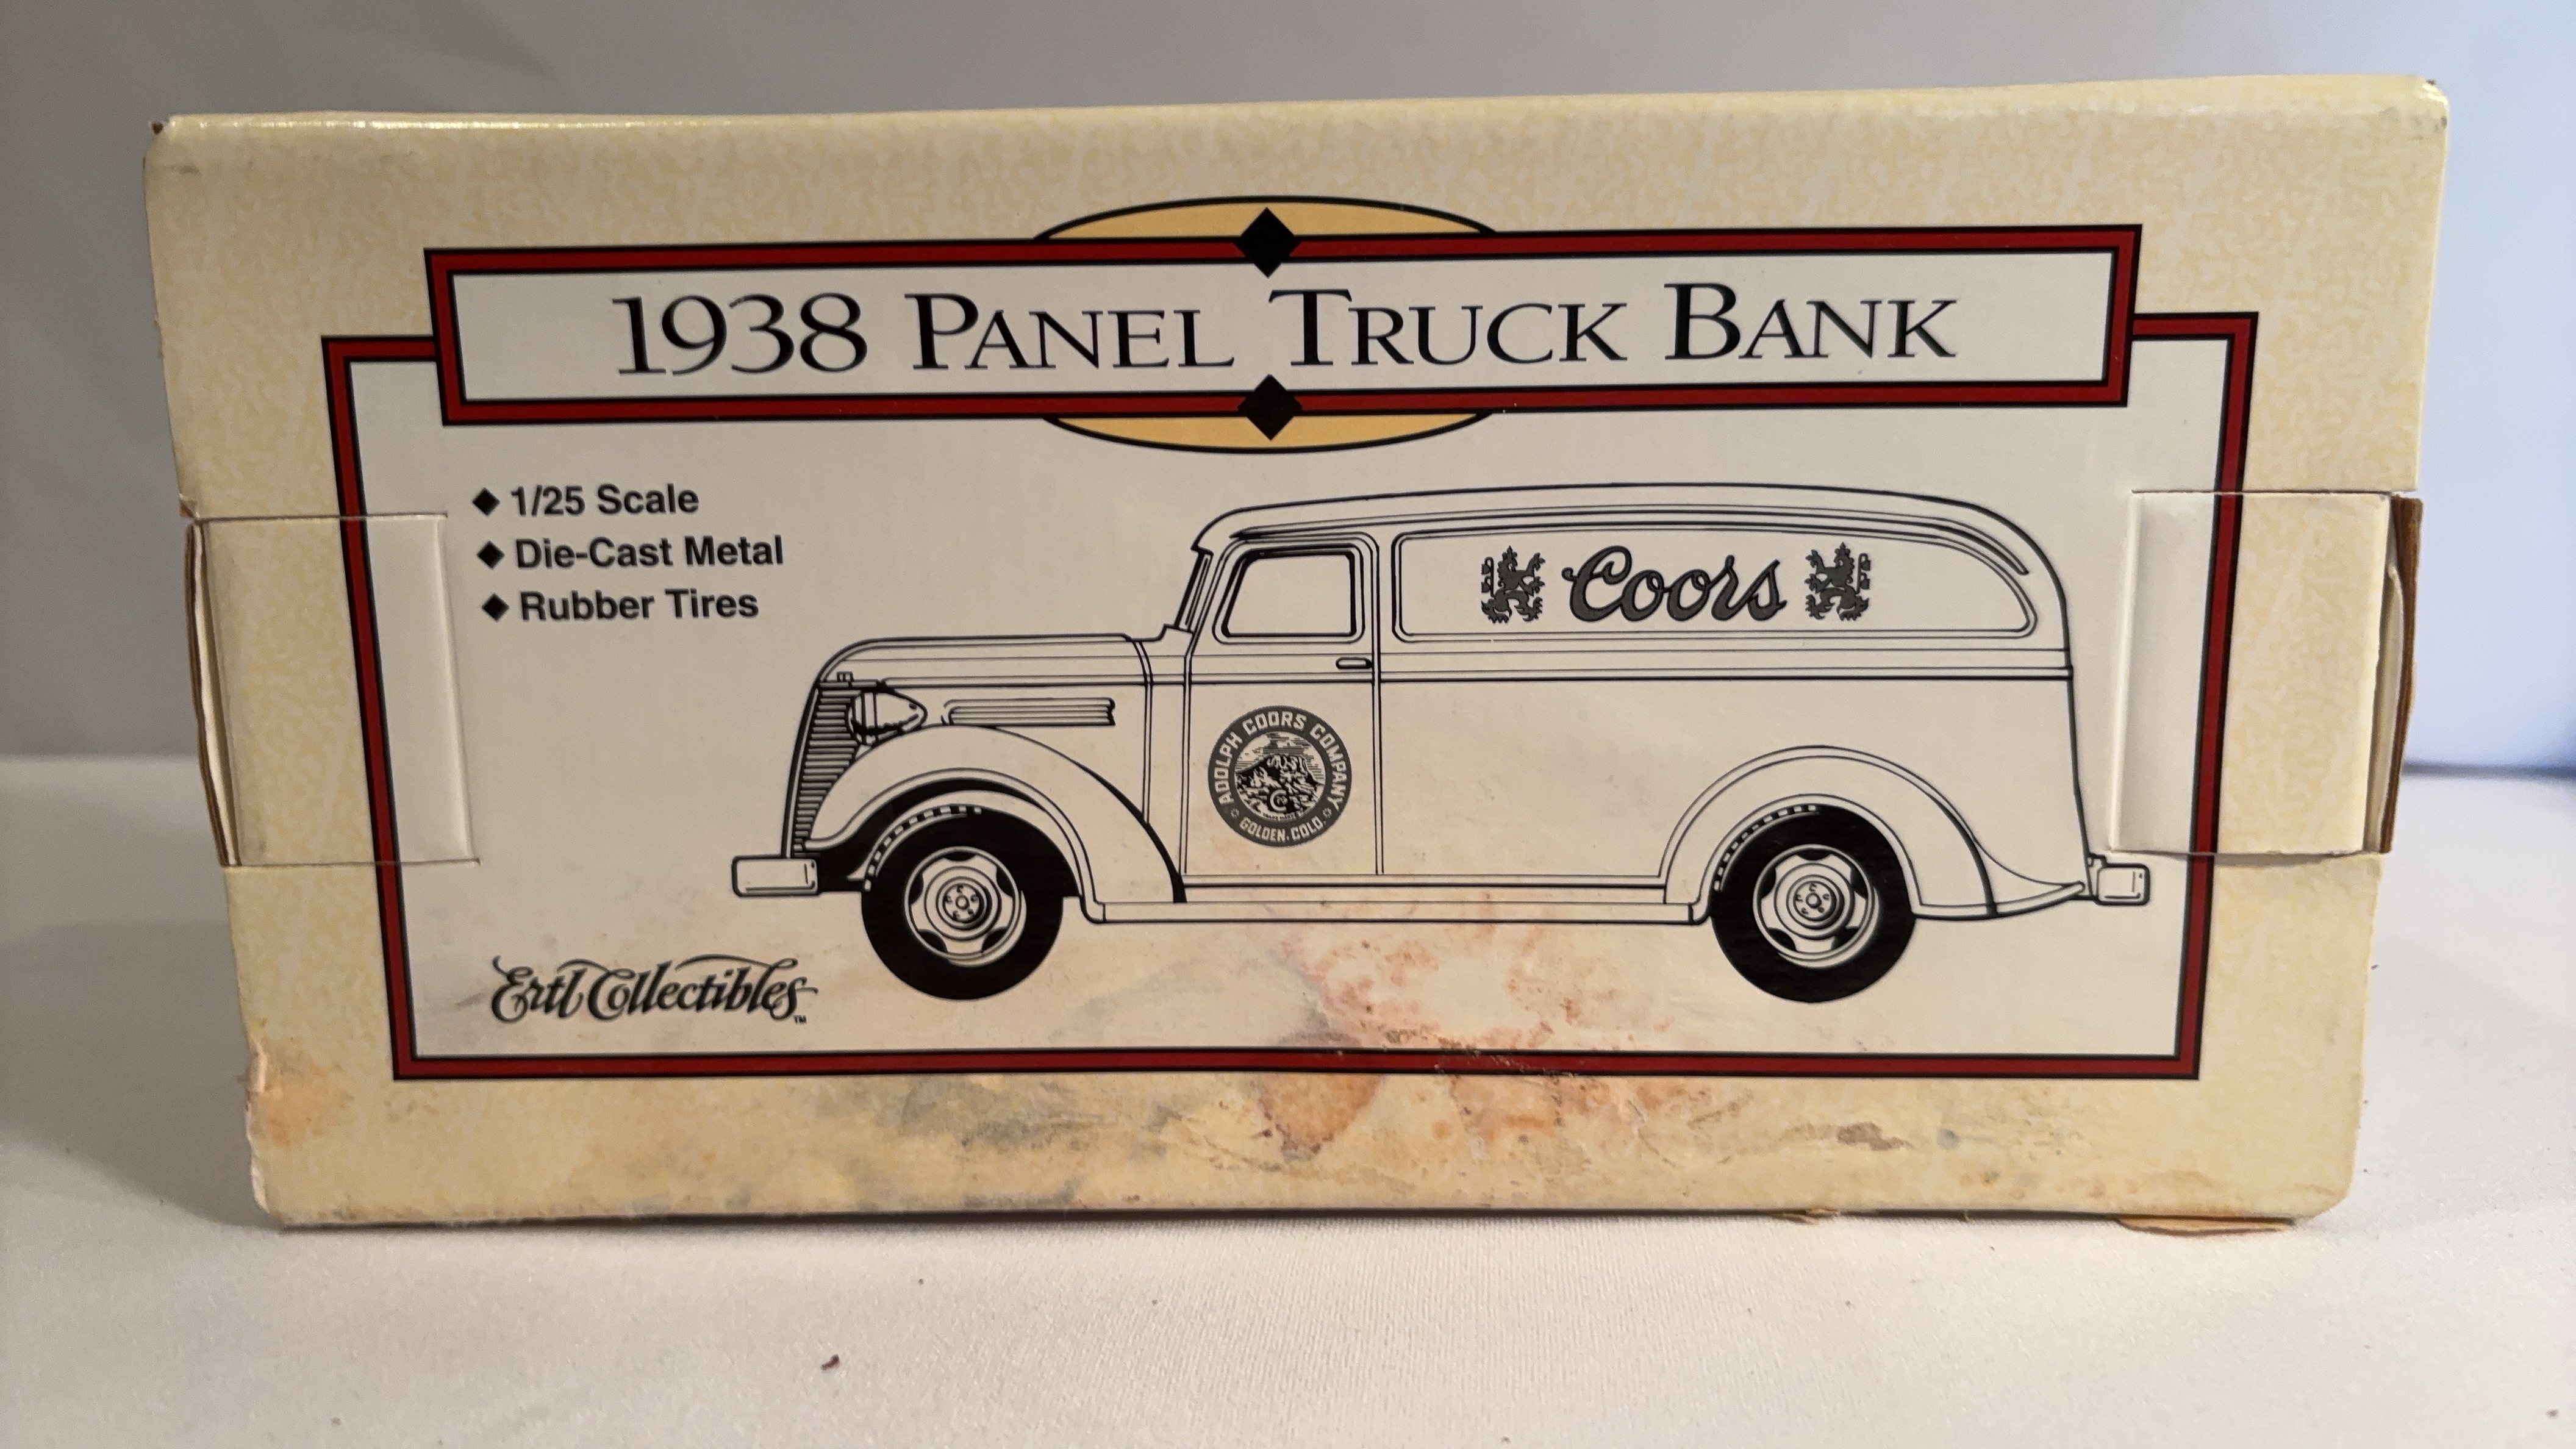 1938 PANEL TRUCK BANK
◆ 1/25 Scale
◆ Die-Cast Metal
◆ Rubber Tires
Coors
ADOLPH COORS COMPANY
GOLDEN, COLO.
Ertl Collectibles™